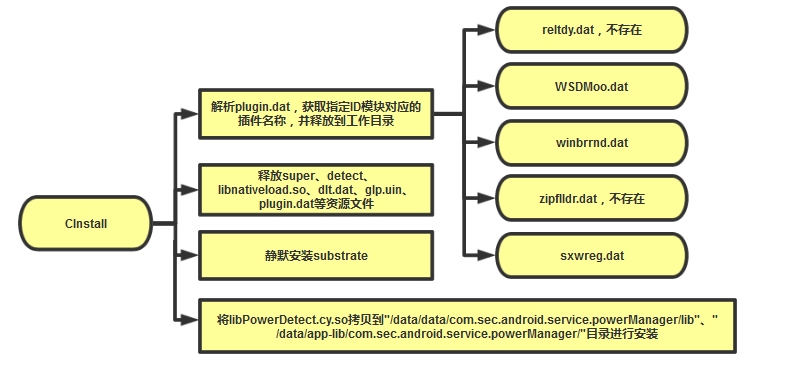 CInstall
解析plugin.dat，获取指定ID模块对应的
插件名称，并释放到工作目录
释放super、detect、
libnativeload.so、dlt.dat、glp.uin、
plugin.dat等资源文件
静默安装substrate
将libPowerDetect.cy.so拷贝到"/data/data/com.sec.android.service.powerManager/lib"、"
/data/app-lib/com.sec.android.service.powerManager/"目录进行安装
reltdy.dat，不存在
WSDMoo.dat
winbrrnd.dat
zipflldr.dat，不存在
sxwreg.dat